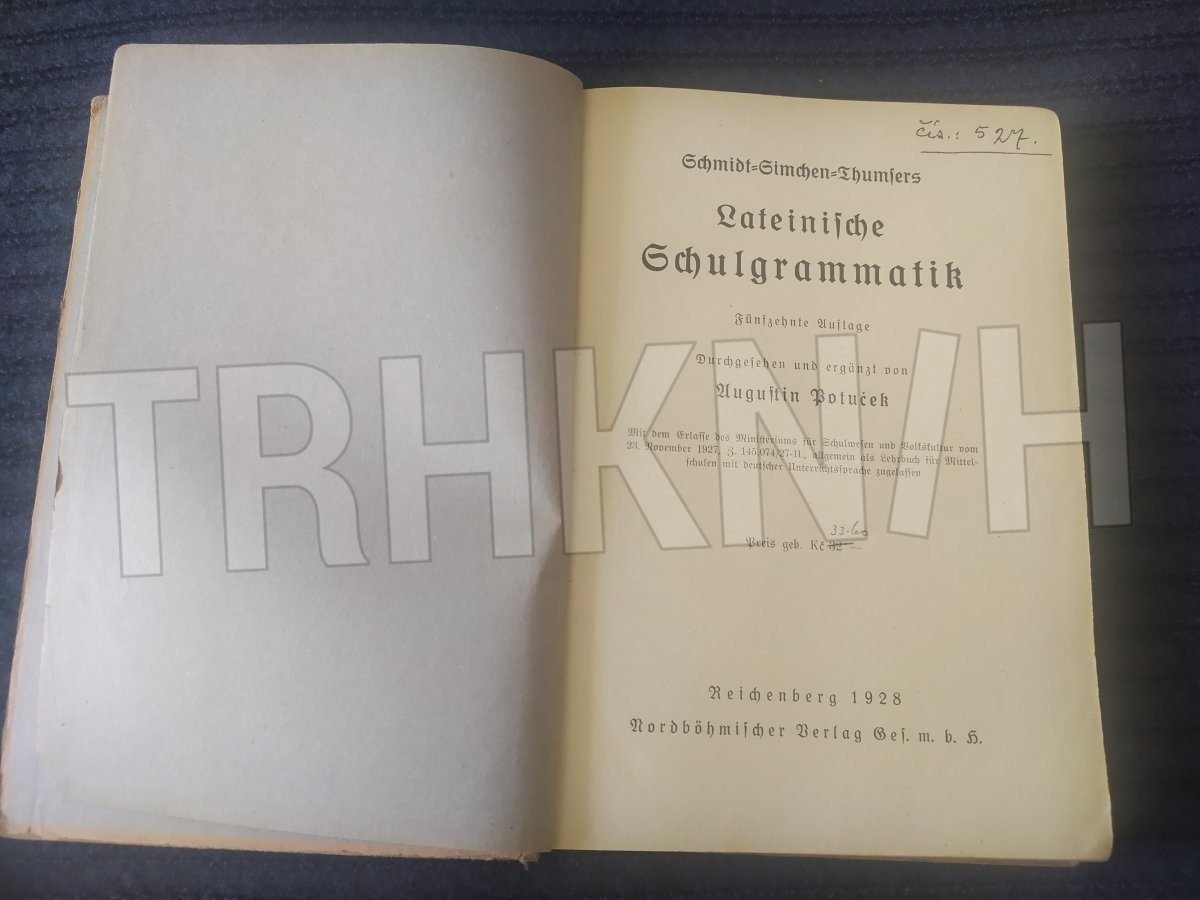 čís.: 527.
Schmidt=Simchen=Thumſers
Lateiniſche
Schulgrammatik
Fünfzehnte Auflage
Durchgeſehen und ergänzt von
Auguſtin Potuček
Mit dem Erlaſſe des Miniſteriums für Schulweſen und Volkskultur vom
23. November 1927, Z. 145.074/27-II., allgemein als Lehrbuch für Mittel-
ſchulen mit deutſcher Unterrichtsſprache zugelaſſen
33·60
Preis geb. Kč 32·—
Reichenberg 1928
Nordböhmiſcher Verlag Geſ. m. b. H.
TRHKN/H